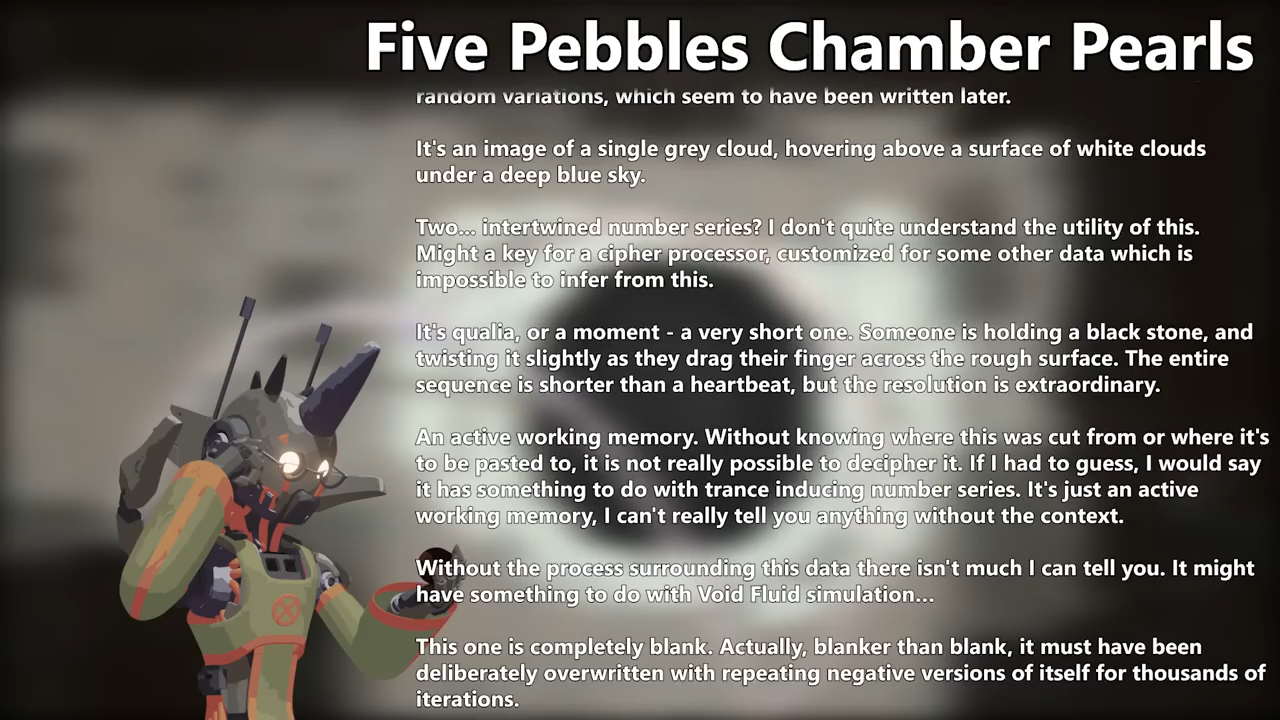 Five Pebbles Chamber Pearls
random variations, which seem to have been written later.
It's an image of a single grey cloud, hovering above a surface of white clouds
under a deep blue sky.
Two... intertwined number series? I don't quite understand the utility of this.
Might a key for a cipher processor, customized for some other data which is
impossible to infer from this.
It's qualia, or a moment - a very short one. Someone is holding a black stone, and
twisting it slightly as they drag their finger across the rough surface. The entire
sequence is shorter than a heartbeat, but the resolution is extraordinary.
An active working memory. Without knowing where this was cut from or where it's
to be pasted to, it is not really possible to decipher it. If I had to guess, I would say
it has something to do with trance inducing number series. It's just an active
working memory, I can't really tell you anything without the context.
Without the process surrounding this data there isn't much I can tell you. It might
have something to do with Void Fluid simulation...
This one is completely blank. Actually, blanker than blank, it must have been
deliberately overwritten with repeating negative versions of itself for thousands of
iterations.